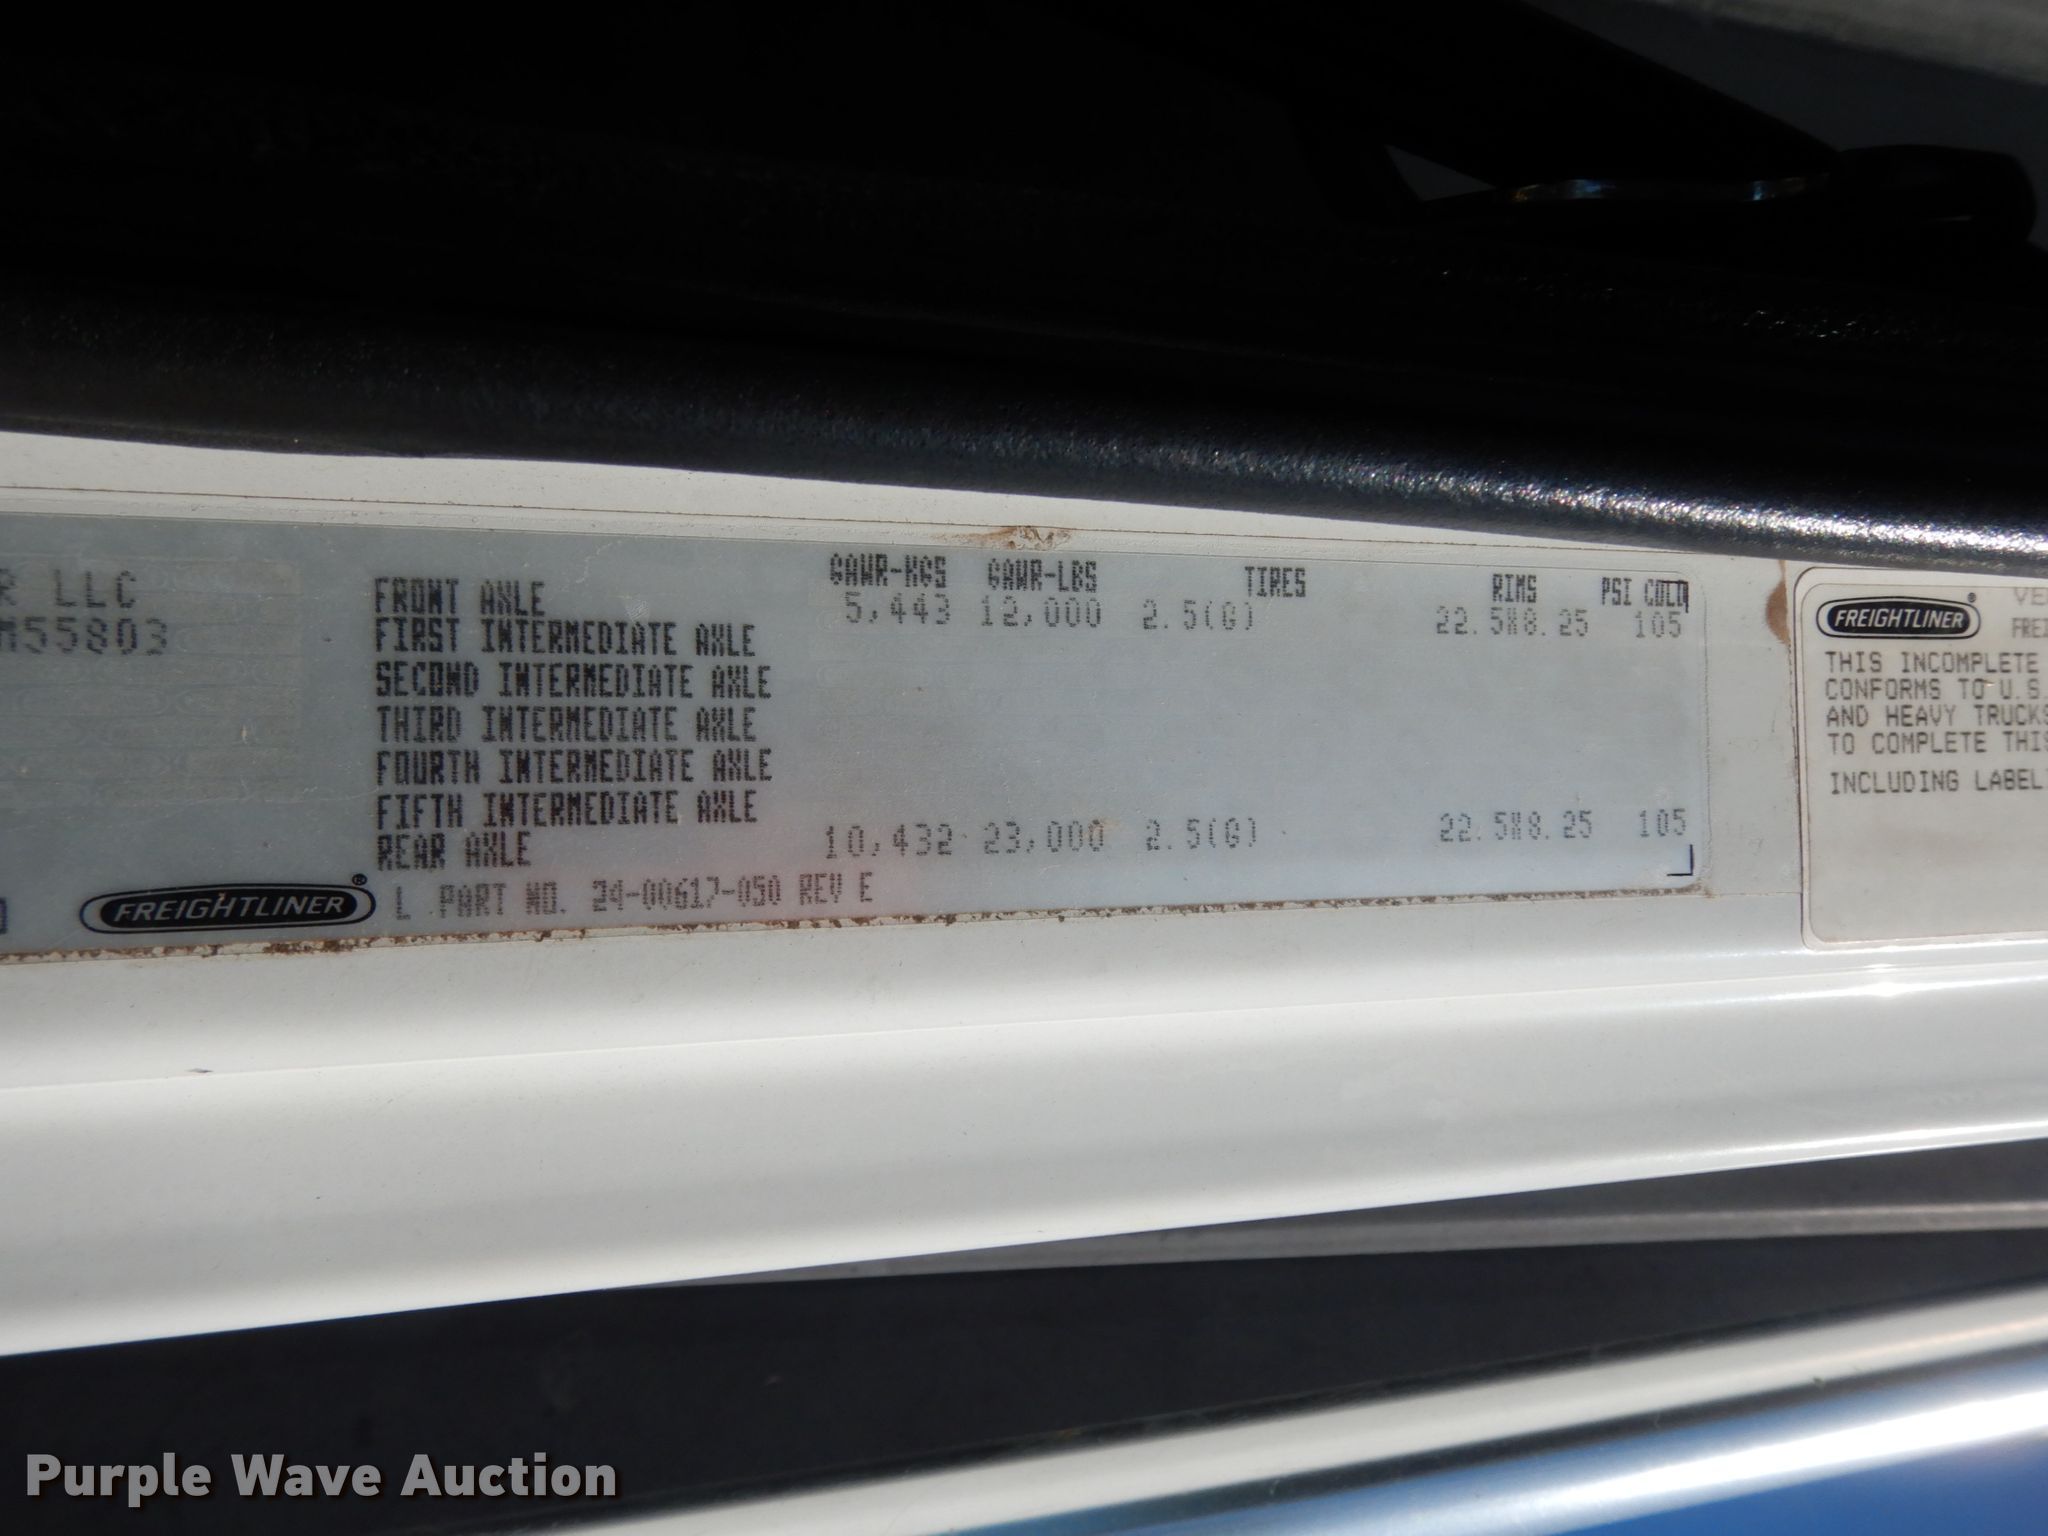 R LLC
M55803
GAWR-KGS GAWR-LBS TIRES RIMS PSI COLD
FRONT AXLE 5,443 12,000 2.5(G) 22.5X8.25 105
FIRST INTERMEDIATE AXLE
SECOND INTERMEDIATE AXLE
THIRD INTERMEDIATE AXLE
FOURTH INTERMEDIATE AXLE
FIFTH INTERMEDIATE AXLE
REAR AXLE 10,432 23,000 2.5(G) 22.5X8.25 105
FREIGHTLINER® L PART NO. 24-00617-050 REV E
FREIGHTLINER® VE
FREI
THIS INCOMPLETE
CONFORMS TO U.S.
AND HEAVY TRUCKS
TO COMPLETE THIS
INCLUDING LABEL
Purple Wave Auction